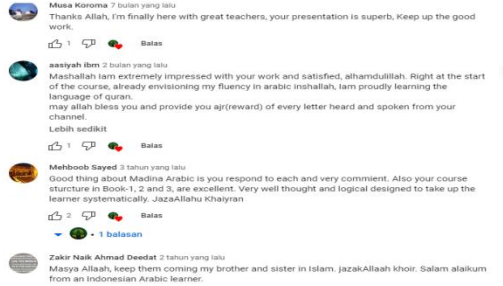 Musa Koroma 7 bulan yang lalu
Thanks Allah, I'm finally here with great teachers, your presentation is superb, Keep up the good
work.
1 Balas
aasiyah ibm 2 bulan yang lalu
Mashallah Iam extremely impressed with your work and satisfied, alhamdulillah. Right at the start
of the course, already envisioning my fluency in arabic inshallah, Iam proudly learning the
language of quran.
may allah bless you and provide you ajr(reward) of every letter heard and spoken from your
channel.
Lebih sedikit
1 Balas
Mehboob Sayed 3 tahun yang lalu
Good thing about Madina Arabic is you respond to each and very commient. Also your course
sturcture in Book-1, 2 and 3, are excellent. Very well thought and logical designed to take up the
learner systematically. JazaAllahu Khaiyran
2 Balas
1 balasan
Zakir Naik Ahmad Deedat 2 tahun yang lalu
Masya Allaah, keep them coming my brother and sister in Islam. jazakAllaah khoir. Salam alaikum
from an Indonesian Arabic learner.